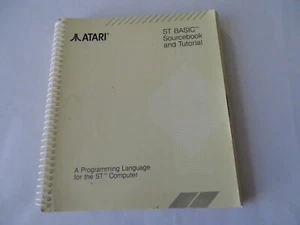 ATARI®
ST BASIC™
Sourcebook
and Tutorial
A Programming Language
for the ST™ Computer